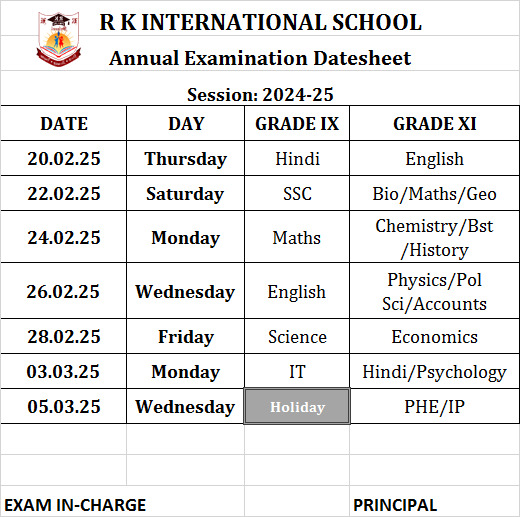 R K INTERNATIONAL SCHOOL
Annual Examination Datesheet
Session: 2024-25
DATE DAY GRADE IX GRADE XI
20.02.25 Thursday Hindi English
22.02.25 Saturday SSC Bio/Maths/Geo
24.02.25 Monday Maths Chemistry/Bst
/History
26.02.25 Wednesday English Physics/Pol
Sci/Accounts
28.02.25 Friday Science Economics
03.03.25 Monday IT Hindi/Psychology
05.03.25 Wednesday Holiday PHE/IP
EXAM IN-CHARGE PRINCIPAL